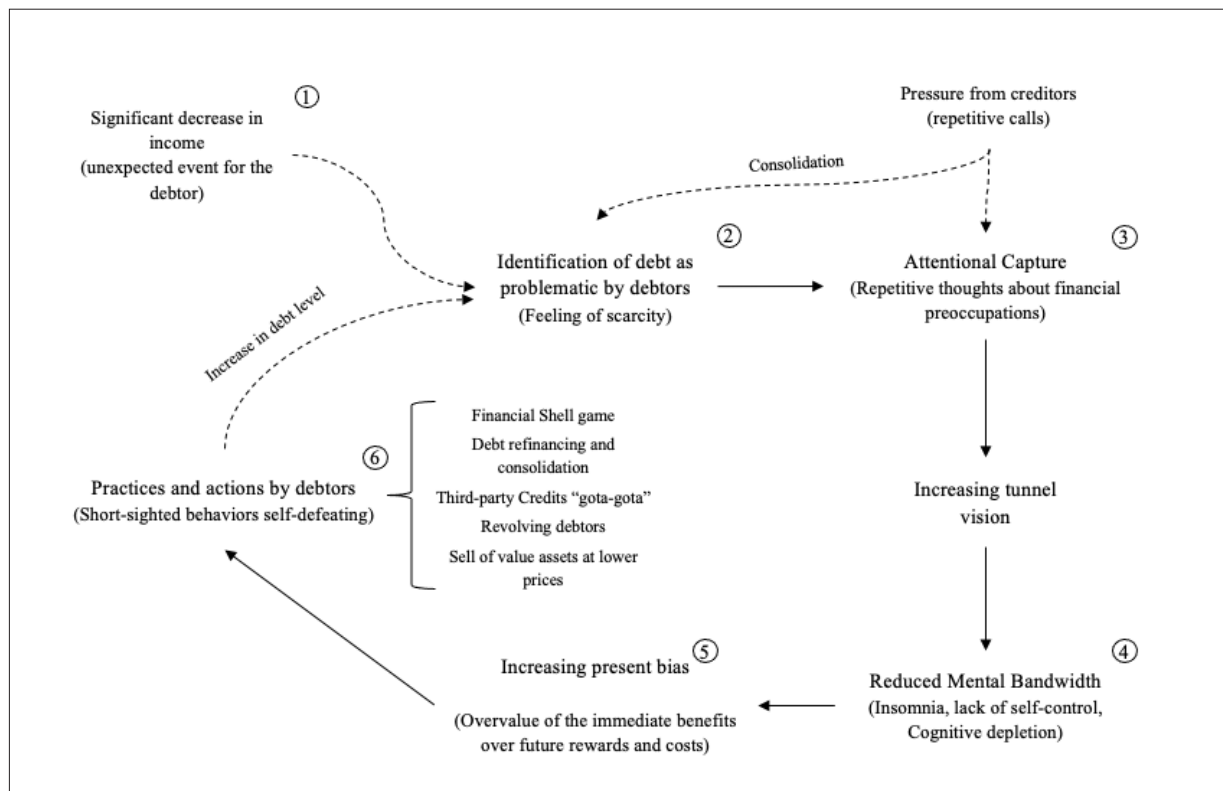 ①
Significant decrease in
income
(unexpected event for the
debtor)
Pressure from creditors
(repetitive calls)
Consolidation
②
Identification of debt as
problematic by debtors
(Feeling of scarcity)
③
Attentional Capture
(Repetitive thoughts about financial
preoccupations)
Increase in debt level
Financial Shell game
Debt refinancing and
consolidation
Third-party Credits “gota-gota”
Revolving debtors
Sell of value assets at lower
prices
⑥
Practices and actions by debtors
(Short-sighted behaviors self-defeating)
Increasing tunnel
vision
⑤
Increasing present bias
(Overvalue of the immediate benefits
over future rewards and costs)
④
Reduced Mental Bandwidth
(Insomnia, lack of self-control,
Cognitive depletion)